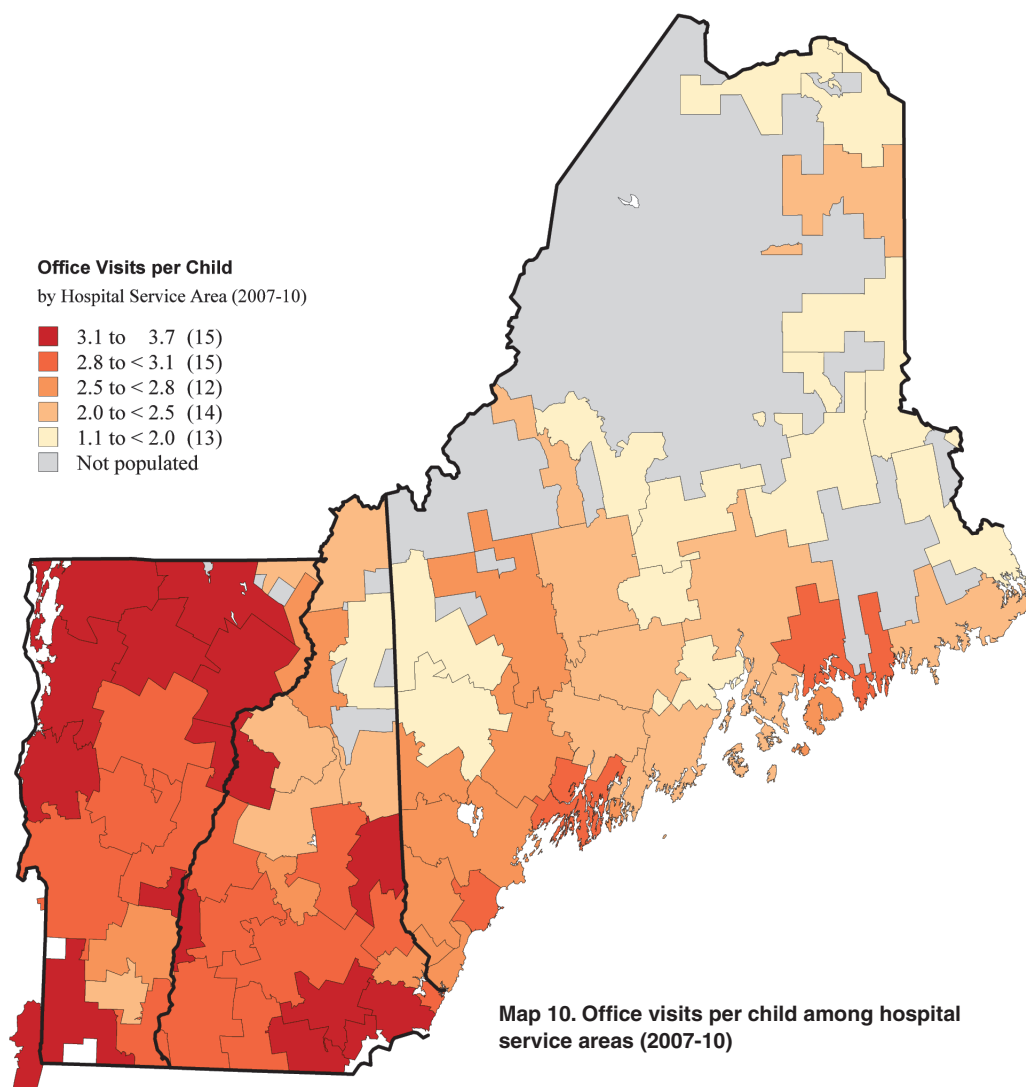 Office Visits per Child
by Hospital Service Area (2007-10)
3.1 to 3.7 (15)
2.8 to < 3.1 (15)
2.5 to < 2.8 (12)
2.0 to < 2.5 (14)
1.1 to < 2.0 (13)
Not populated
Map 10. Office visits per child among hospital
service areas (2007-10)